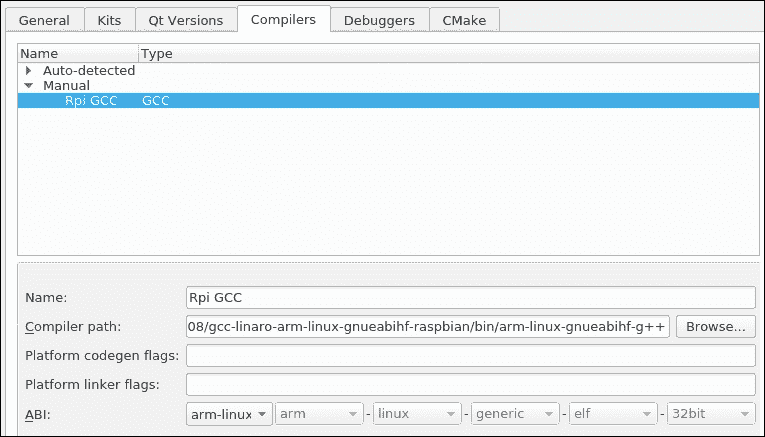 General Kits Qt Versions Compilers Debuggers CMake
Name Type
Auto-detected
Manual
Rpi GCC GCC
Name: Rpi GCC
Compiler path: 08/gcc-linaro-arm-linux-gnueabihf-raspbian/bin/arm-linux-gnueabihf-g++ Browse...
Platform codegen flags:
Platform linker flags:
ABI: arm-linux arm - linux - generic - elf - 32bit